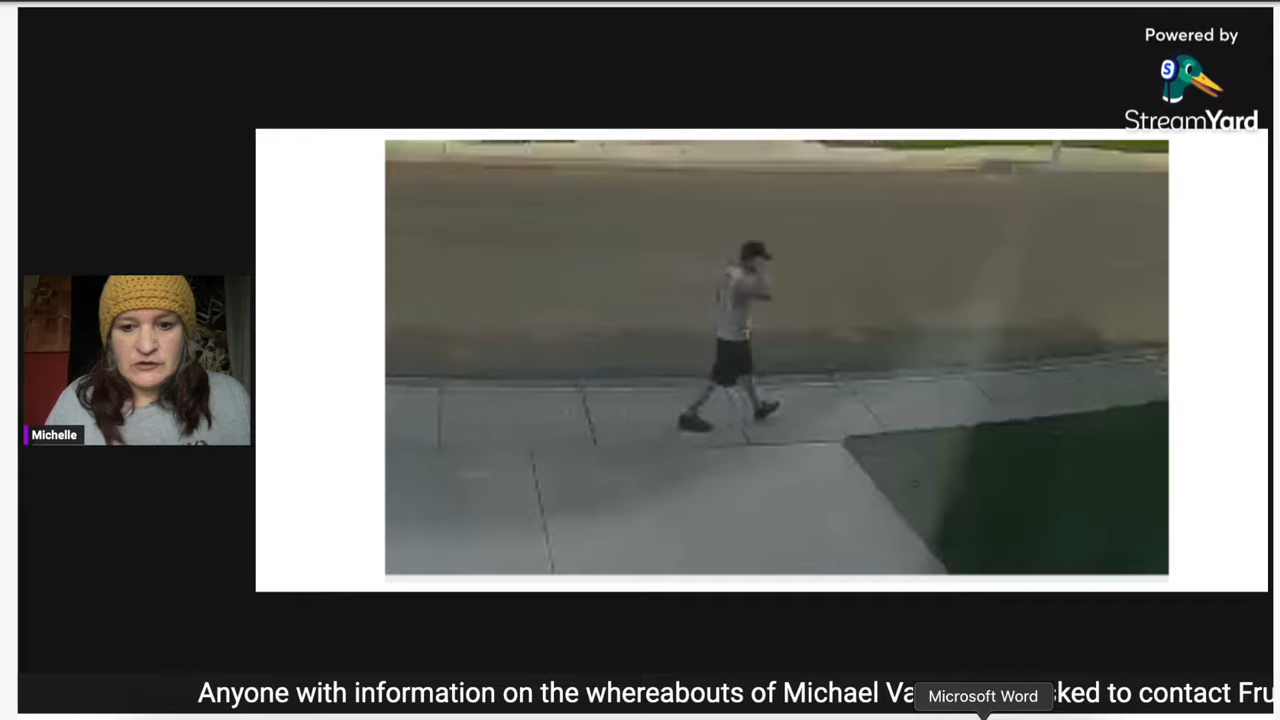 Powered by
StreamYard
Michelle
Anyone with information on the whereabouts of Michael Va
Microsoft Word
sked to contact Fru